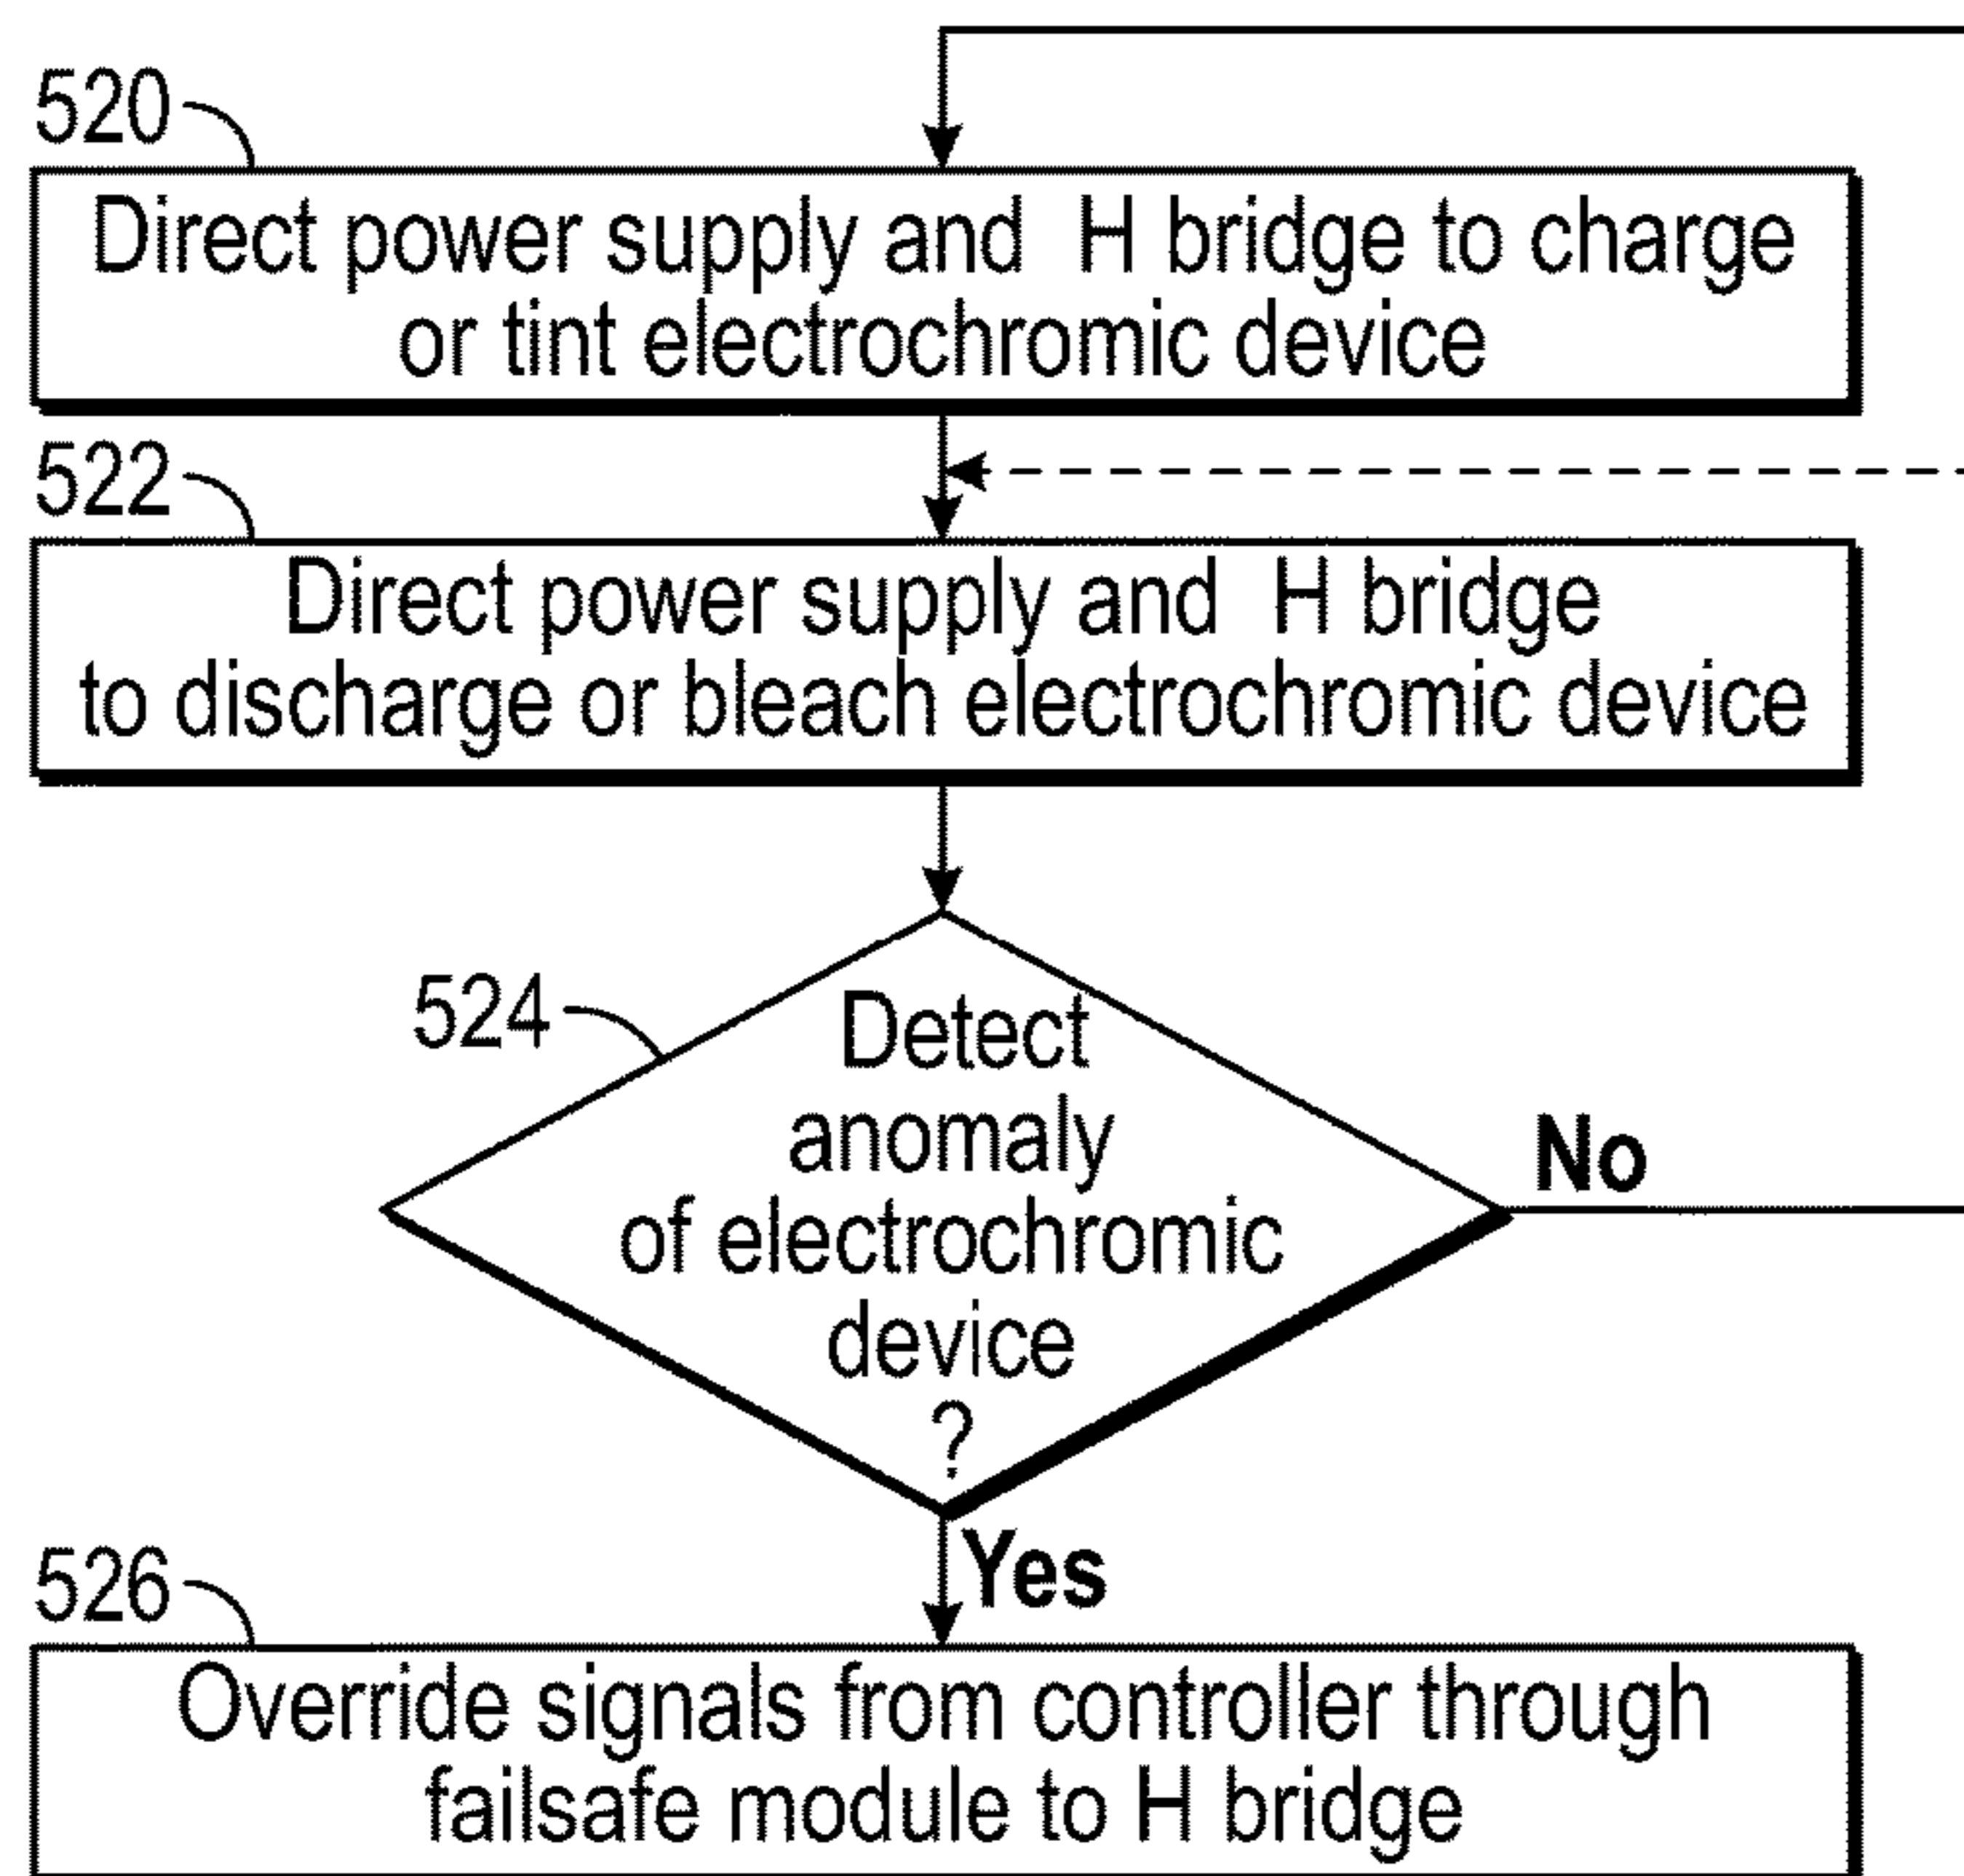 520
Direct power supply and H bridge to charge
or tint electrochromic device
522
Direct power supply and H bridge
to discharge or bleach electrochromic device
524
Detect
anomaly
of electrochromic
device
?
No
Yes
526
Override signals from controller through
failsafe module to H bridge